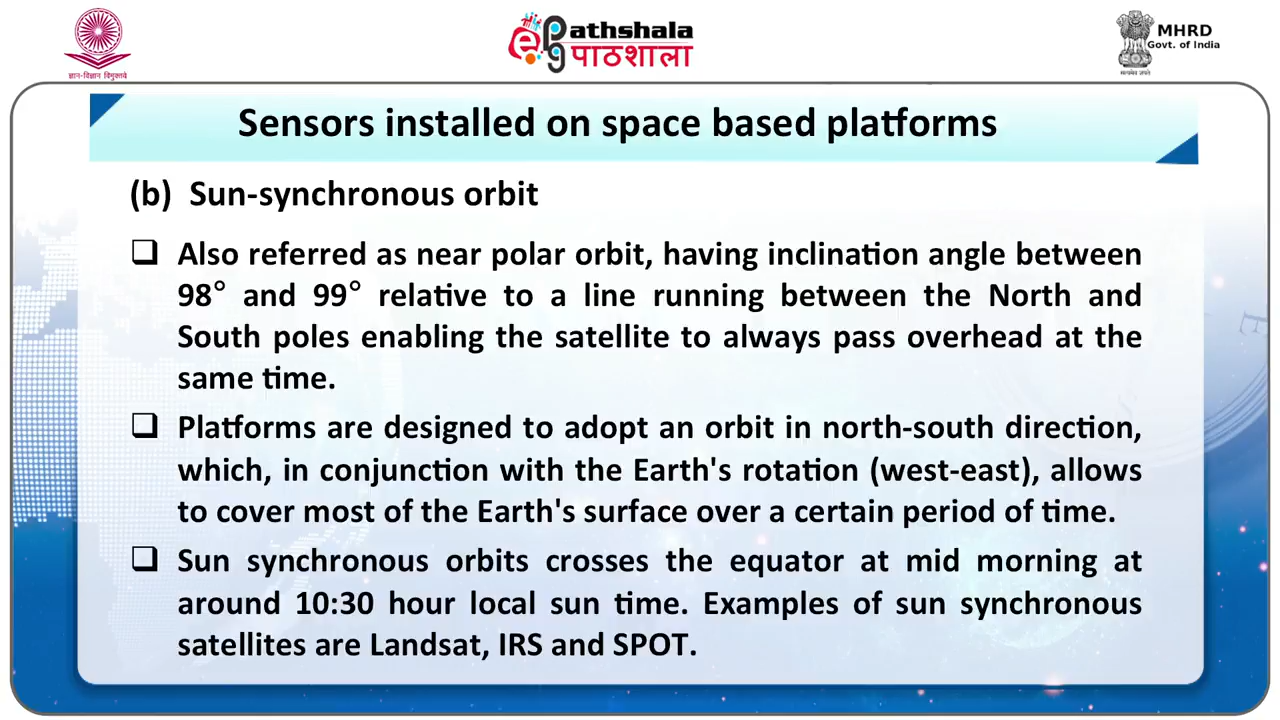 ज्ञान-विज्ञान विमुक्तये
ePathshala
पाठशाला
MHRD
Govt. of India
सत्यमेव जयते
Sensors installed on space based platforms
(b) Sun-synchronous orbit
❑ Also referred as near polar orbit, having inclination angle between
98° and 99° relative to a line running between the North and
South poles enabling the satellite to always pass overhead at the
same time.
❑ Platforms are designed to adopt an orbit in north-south direction,
which, in conjunction with the Earth's rotation (west-east), allows
to cover most of the Earth's surface over a certain period of time.
❑ Sun synchronous orbits crosses the equator at mid morning at
around 10:30 hour local sun time. Examples of sun synchronous
satellites are Landsat, IRS and SPOT.